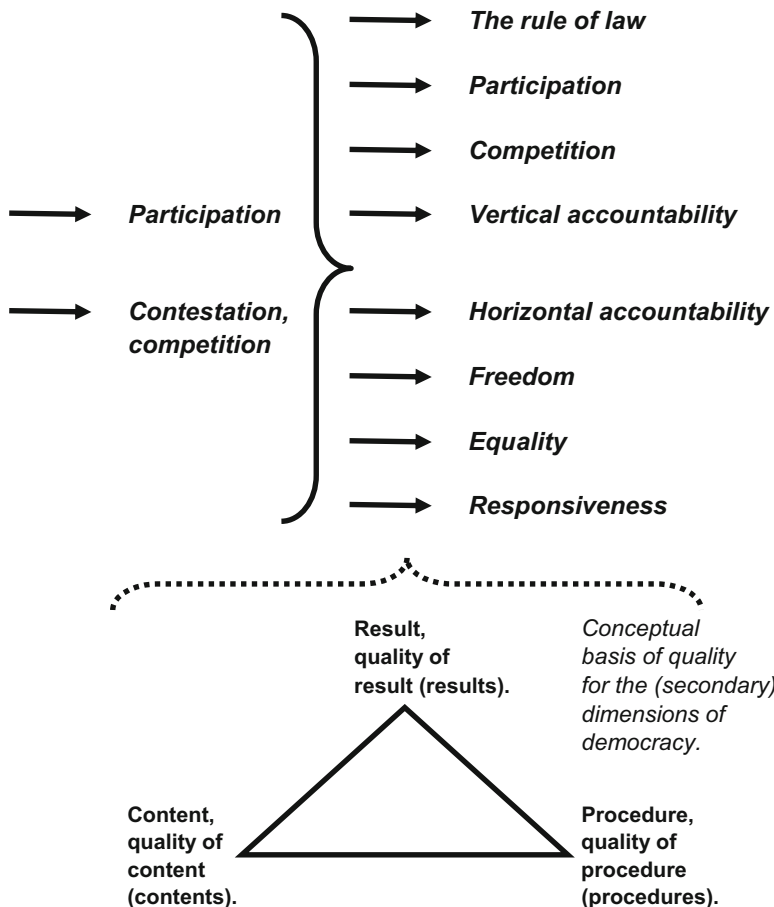 Participation
Contestation,
competition
The rule of law
Participation
Competition
Vertical accountability
Horizontal accountability
Freedom
Equality
Responsiveness
Result,
quality of
result (results).
Conceptual
basis of quality
for the (secondary)
dimensions of
democracy.
Content,
quality of
content
(contents).
Procedure,
quality of
procedure
(procedures).